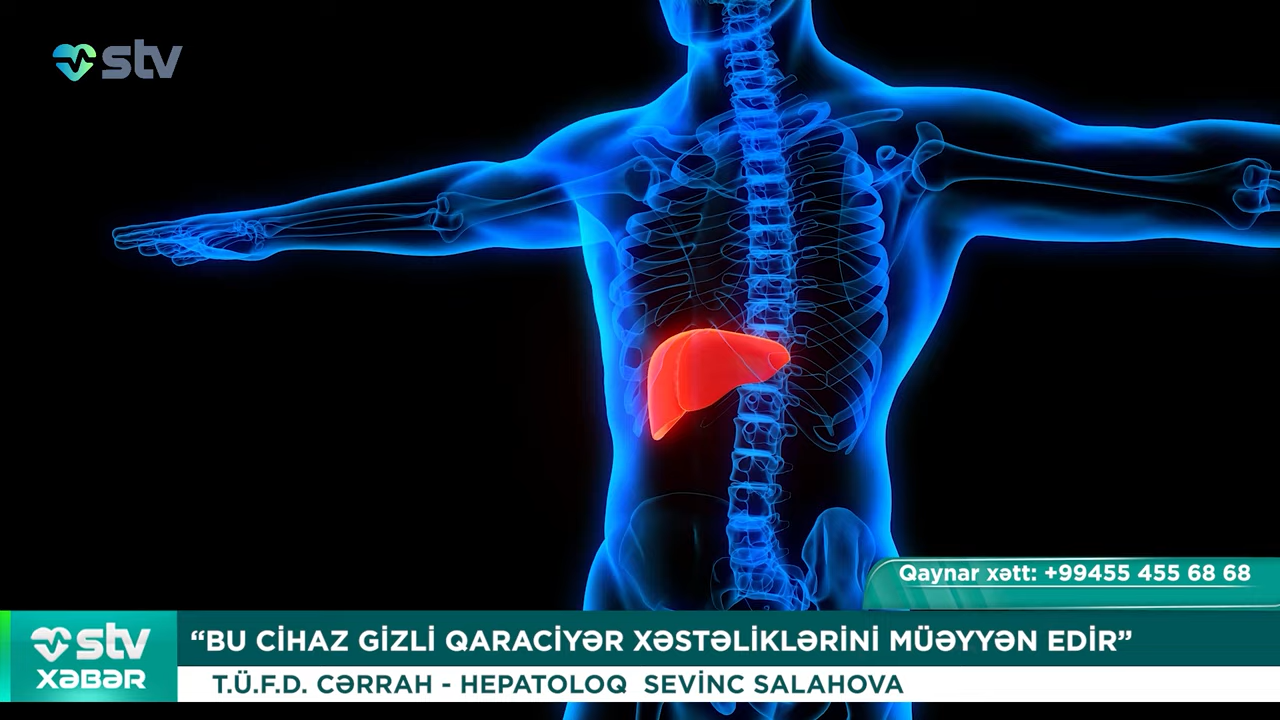 stv
Qaynar xətt: +99455 455 68 68
stv
XƏBƏR
“BU CİHAZ GİZLİ QARACİYƏR XƏSTƏLİKLƏRİNİ MÜƏYYƏN EDİR”
T.Ü.F.D. CƏRRAH - HEPATOLOQ SEVİNC SALAHOVA